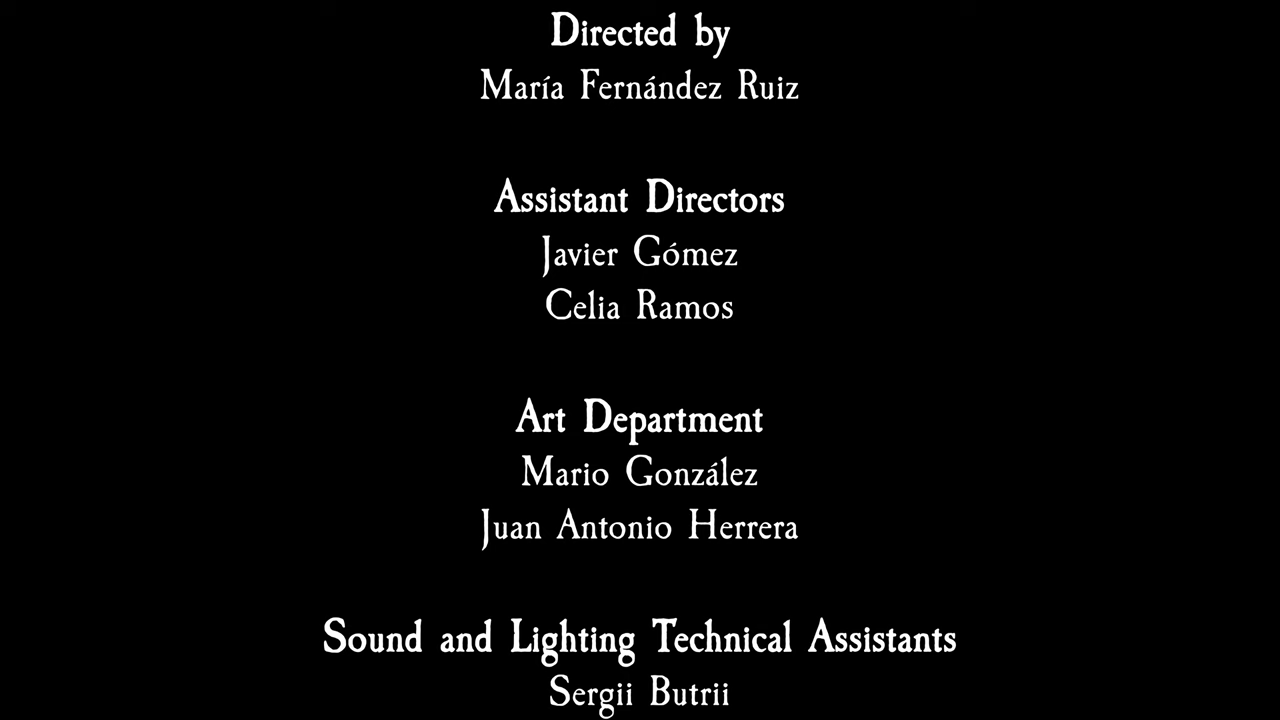 Directed by
María Fernández Ruiz
Assistant Directors
Javier Gómez
Celia Ramos
Art Department
Mario González
Juan Antonio Herrera
Sound and Lighting Technical Assistants
Sergii Butrii